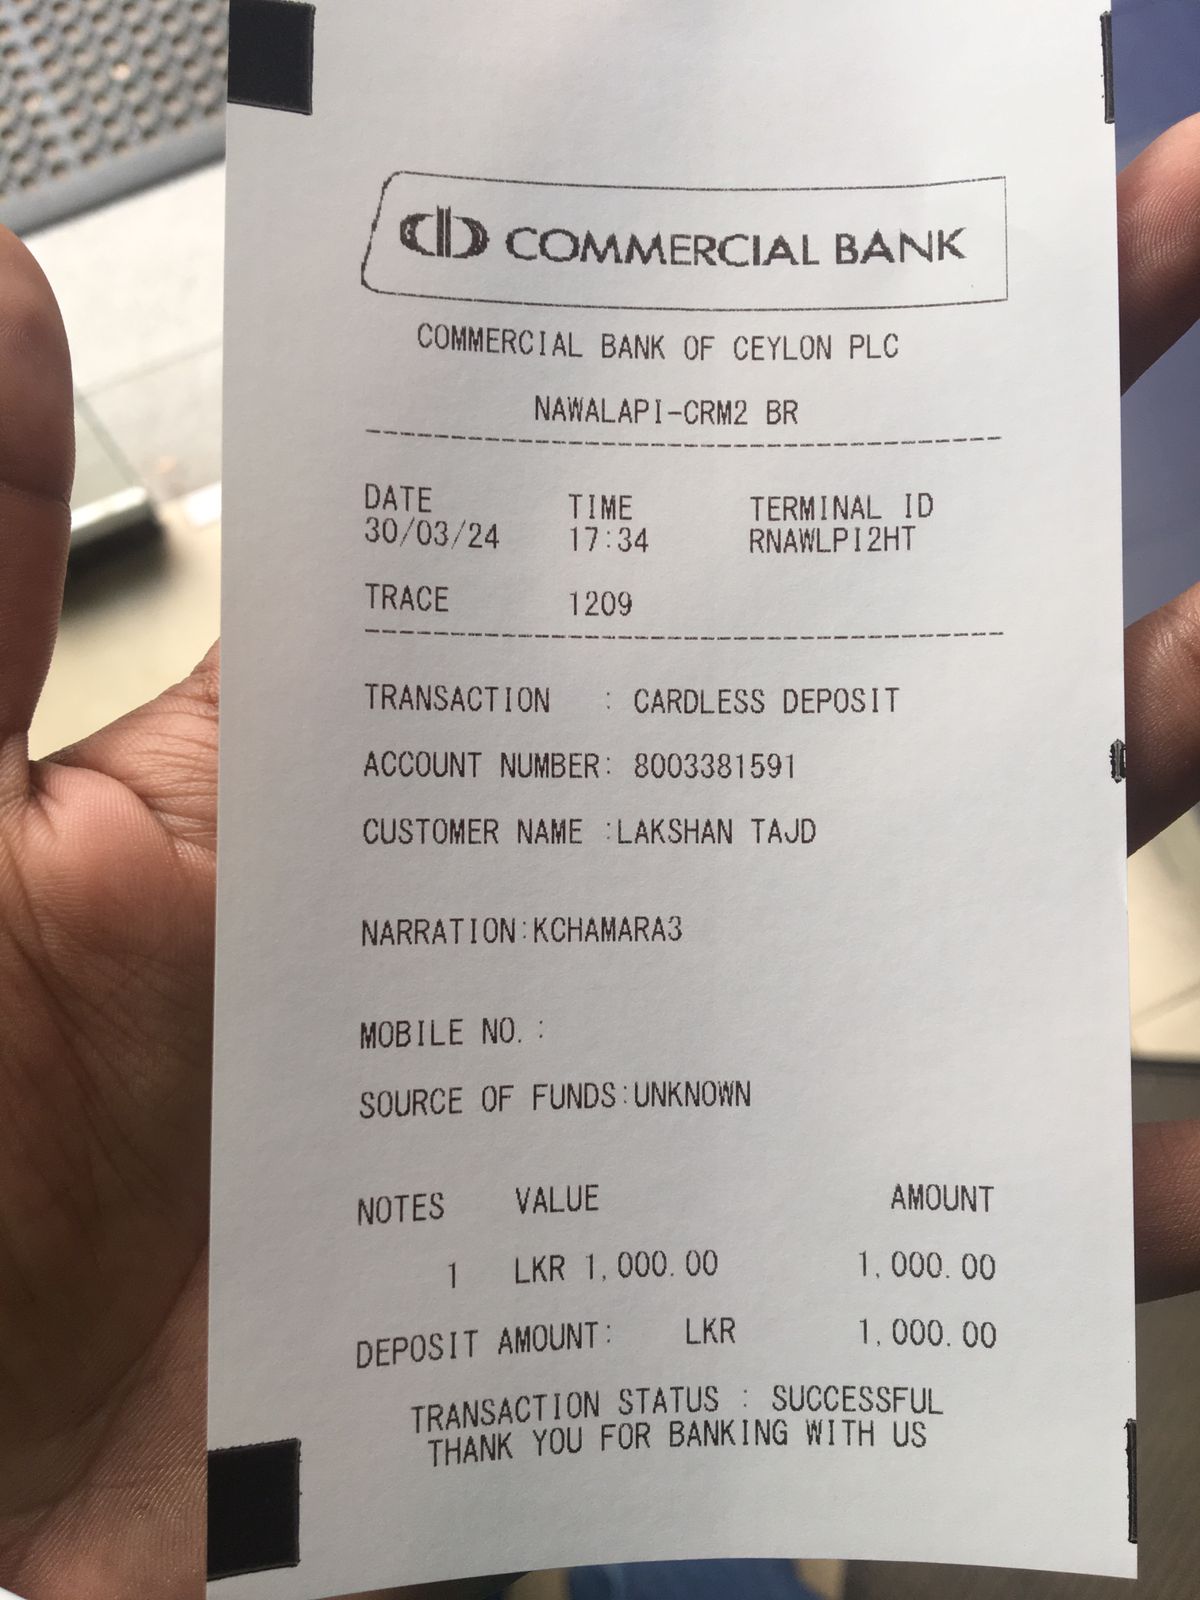 COMMERCIAL BANK
COMMERCIAL BANK OF CEYLON PLC
NAWALAPI-CRM2 BR
DATE TIME TERMINAL ID
30/03/24 17:34 RNAWLPI2HT
TRACE 1209
TRANSACTION : CARDLESS DEPOSIT
ACCOUNT NUMBER: 8003381591
CUSTOMER NAME :LAKSHAN TAJD
NARRATION:KCHAMARA3
MOBILE NO. :
SOURCE OF FUNDS:UNKNOWN
NOTES VALUE AMOUNT
1 LKR 1,000.00 1,000.00
DEPOSIT AMOUNT: LKR 1,000.00
TRANSACTION STATUS : SUCCESSFUL
THANK YOU FOR BANKING WITH US